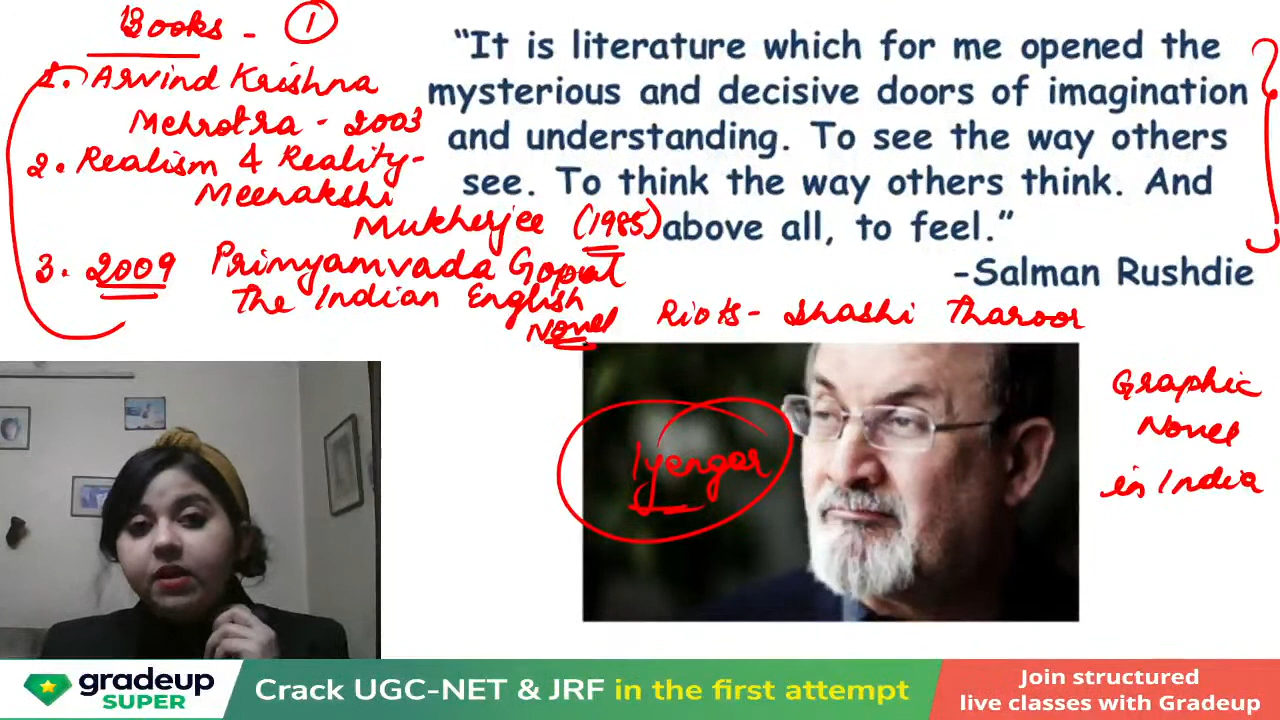 Books - 1
1. Arvind Krishna
Mehrotra - 2003
2. Realism & Reality-
Meenakshi
Mukherjee (1985)
3. 2009 Primyamvada Gopal
The Indian English
Novel
"It is literature which for me opened the
mysterious and decisive doors of imagination
and understanding. To see the way others
see. To think the way others think. And
above all, to feel."
-Salman Rushdie
Riots- Shashi Tharoor
Iyengar
Graphic
Novel
in India
gradeup
SUPER
Crack UGC-NET & JRF in the first attempt
Join structured
live classes with Gradeup